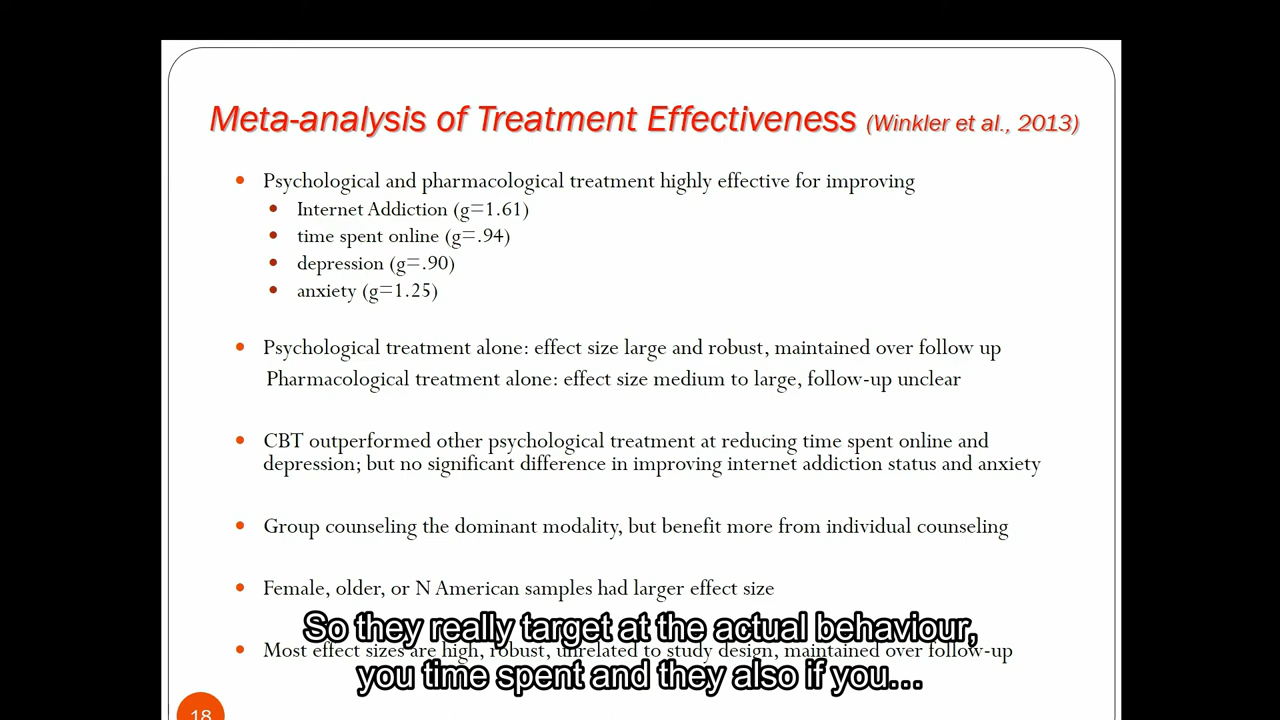 Meta-analysis of Treatment Effectiveness (Winkler et al., 2013)
Psychological and pharmacological treatment highly effective for improving
Internet Addiction (g=1.61)
time spent online (g=.94)
depression (g=.90)
anxiety (g=1.25)
Psychological treatment alone: effect size large and robust, maintained over follow up
Pharmacological treatment alone: effect size medium to large, follow-up unclear
CBT outperformed other psychological treatment at reducing time spent online and
depression; but no significant difference in improving internet addiction status and anxiety
Group counseling the dominant modality, but benefit more from individual counseling
Female, older, or N American samples had larger effect size
So they really target at the actual behaviour,
Most effect sizes are high, robust, unrelated to study design, maintained over follow-up
you time spent and they also if you...
18